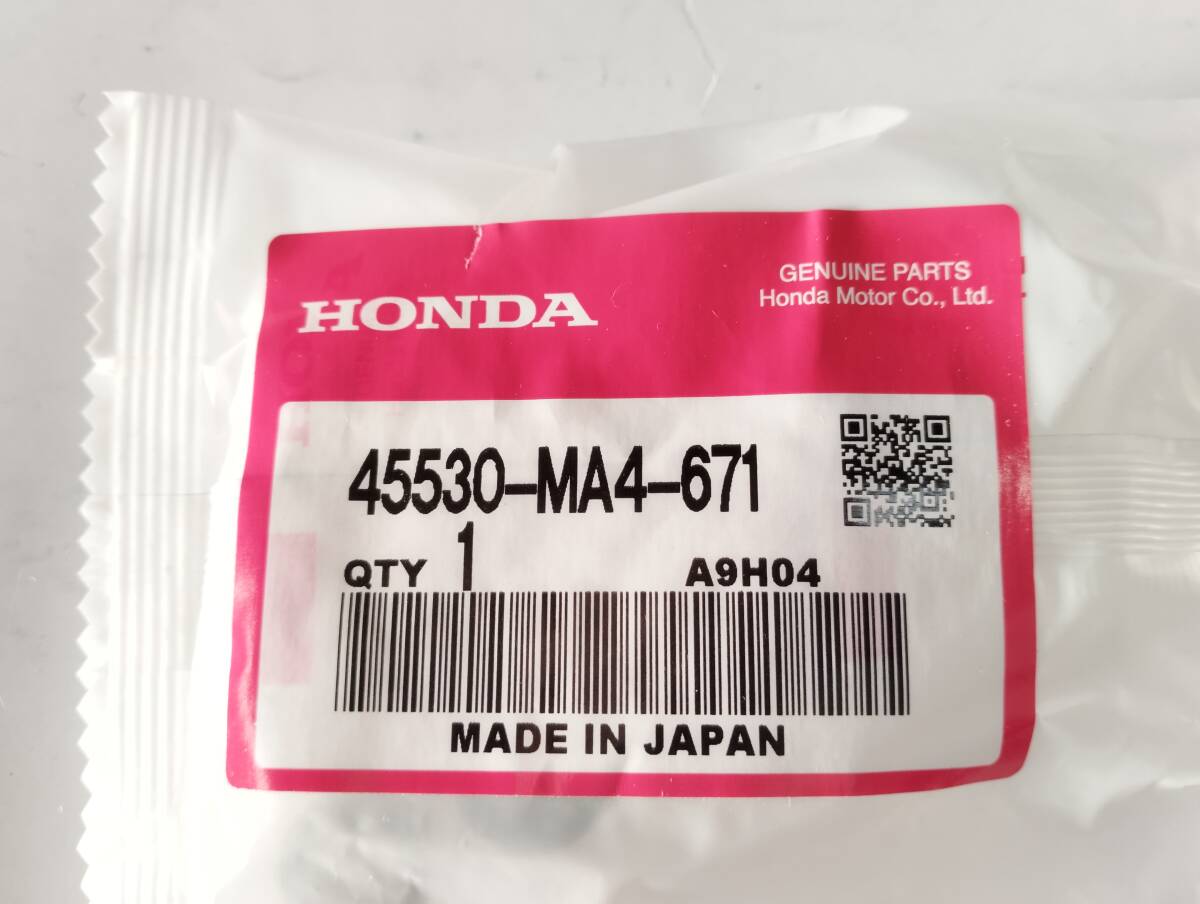 HONDA
GENUINE PARTS
Honda Motor Co., Ltd.
45530-MA4-671
QTY 1 A9H04
MADE IN JAPAN